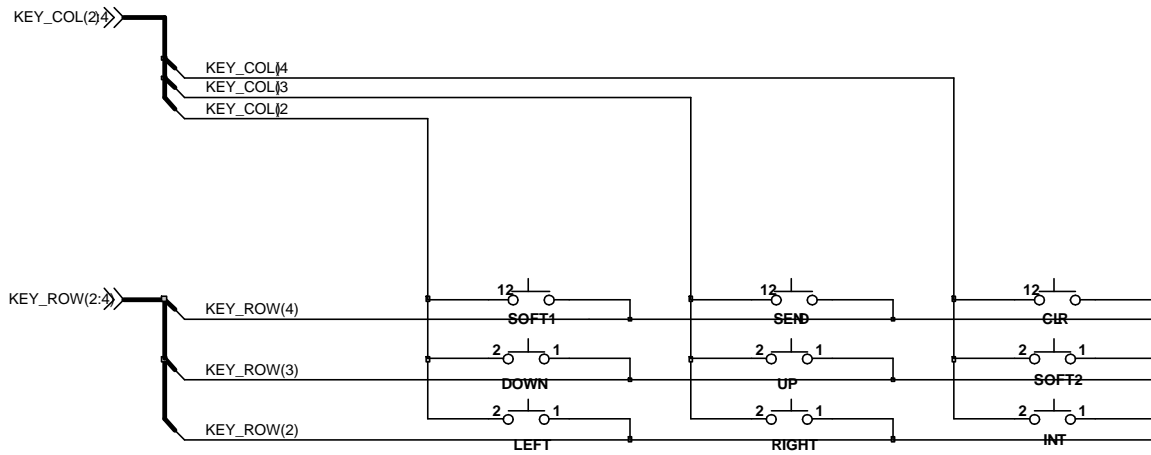 KEY_COL(2:4)
KEY_COL(4)
KEY_COL(3)
KEY_COL(2)
KEY_ROW(2:4)
KEY_ROW(4)
12 12 12
SOFT1 SEND CLR
KEY_ROW(3)
2 1 2 1 2 1
DOWN UP SOFT2
KEY_ROW(2)
2 1 2 1 2 1
LEFT RIGHT INT